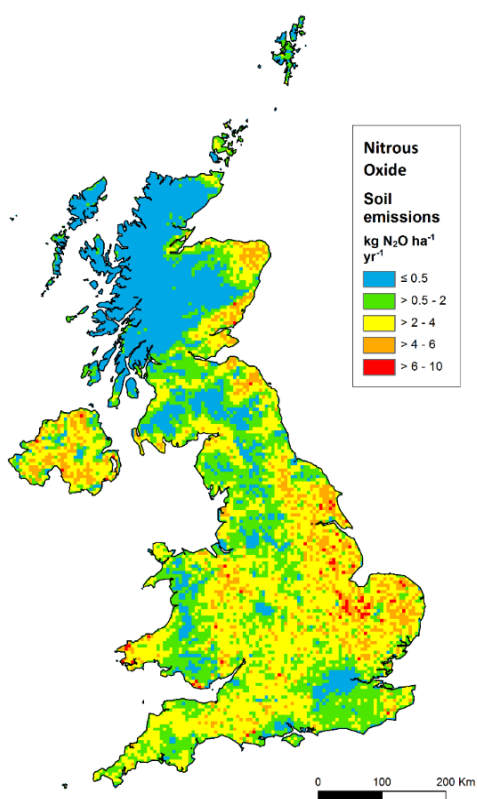 Nitrous
Oxide
Soil
emissions
kg N₂O ha⁻¹
yr⁻¹
≤ 0.5
> 0.5 - 2
> 2 - 4
> 4 - 6
> 6 - 10
0 100 200 Km